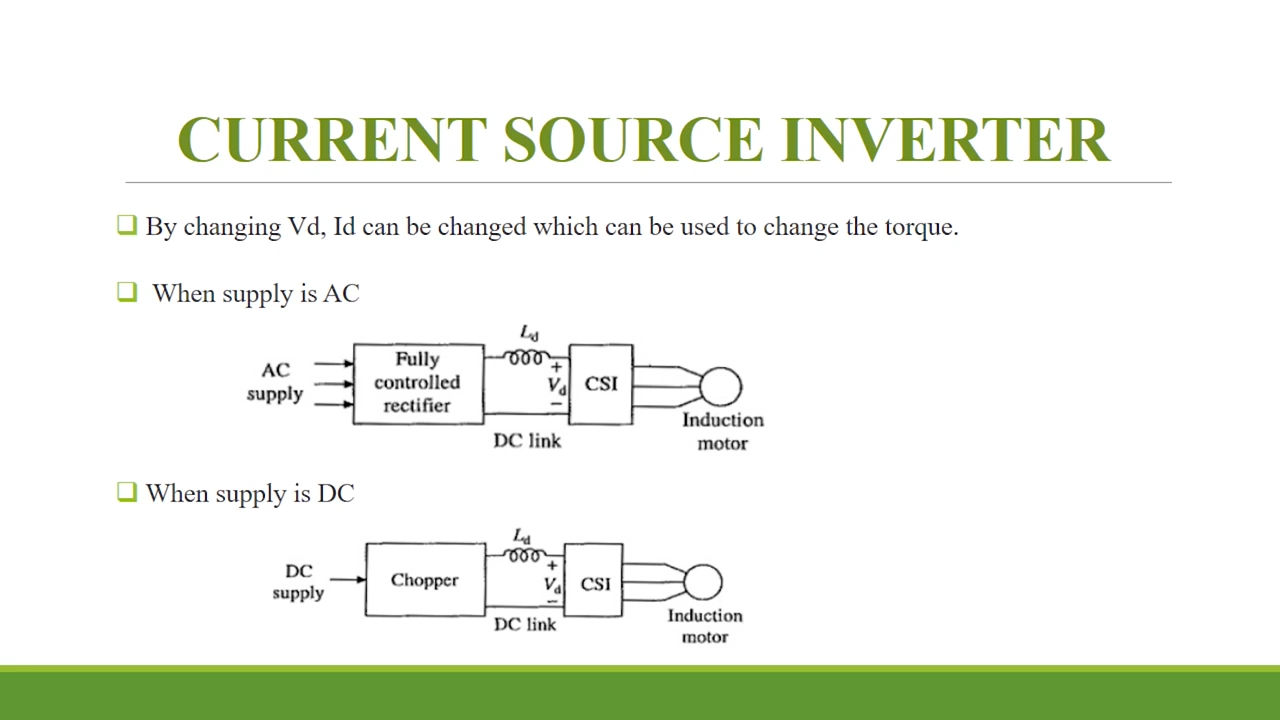 CURRENT SOURCE INVERTER
By changing Vd, Id can be changed which can be used to change the torque.
When supply is AC
AC
supply
Fully
controlled
rectifier
Ld
+
Vd
−
DC link
CSI
Induction
motor
When supply is DC
DC
supply
Chopper
Ld
+
Vd
−
DC link
CSI
Induction
motor